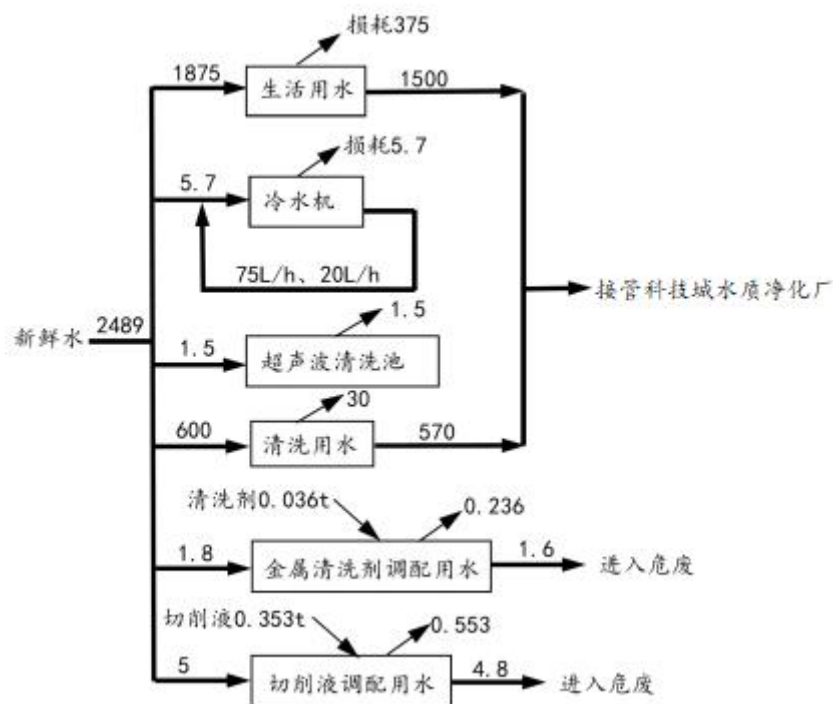 损耗375
1875
生活用水
1500
损耗5.7
5.7
冷水机
75L/h、20L/h
接管科技城水质净化厂
新鲜水
2489
1.5
1.5
超声波清洗池
30
600
清洗用水
570
清洗剂0.036t
0.236
1.8
金属清洗剂调配用水
1.6
进入危废
切削液0.353t
0.553
5
切削液调配用水
4.8
进入危废